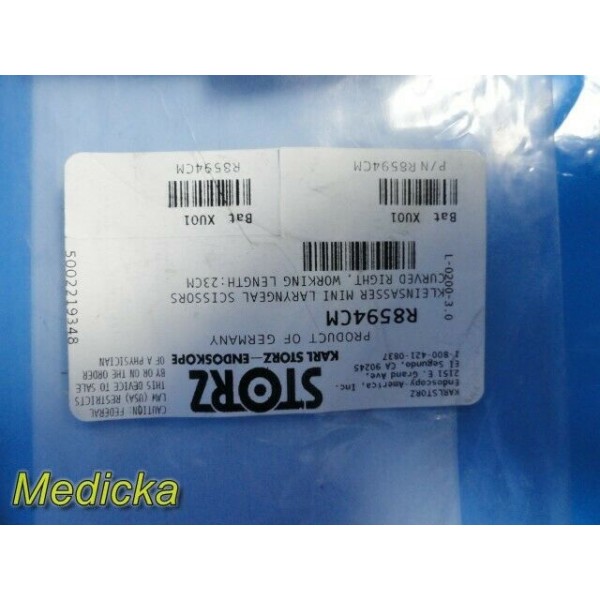 KARL STORZ
Endoscopy-America, Inc.
2151 E. Grand Ave,
El Segundo, CA 90245
1-800-421-0837
STORZ
KARL STORZ—ENDOSKOPE
CAUTION: FEDERAL
LAW (USA) RESTRICTS
THIS DEVICE TO SALE
BY OR ON THE ORDER
OF A PHYSICIAN
PRODUCT OF GERMANY
R8594CM
KLEINSASSER MINI LARYNGEAL SCISSORS
CURVED RIGHT, WORKING LENGTH:23CM
L-0200-3.0
5002219348
Bat XU01
Bat XU01
P/N R8594CM
R8594CM
Medicka